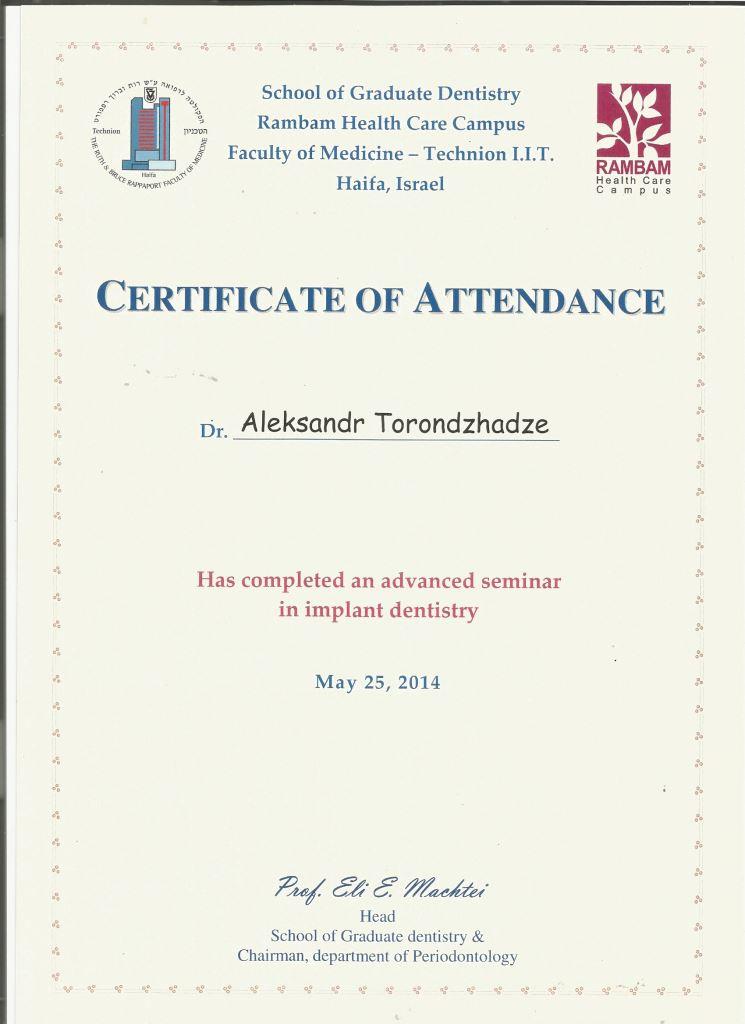 הפקולטה לרפואה ע״ש רות וברוך רפפורט
Technion
הטכניון
Haifa
THE RUTH & BRUCE RAPPAPORT FACULTY OF MEDICINE
School of Graduate Dentistry
Rambam Health Care Campus
Faculty of Medicine – Technion I.I.T.
Haifa, Israel
RAMBAM
Health Care
Campus
CERTIFICATE OF ATTENDANCE
Dr. Aleksandr Torondzhadze
Has completed an advanced seminar
in implant dentistry
May 25, 2014
Prof. Eli E. Machtei
Head
School of Graduate dentistry &
Chairman, department of Periodontology